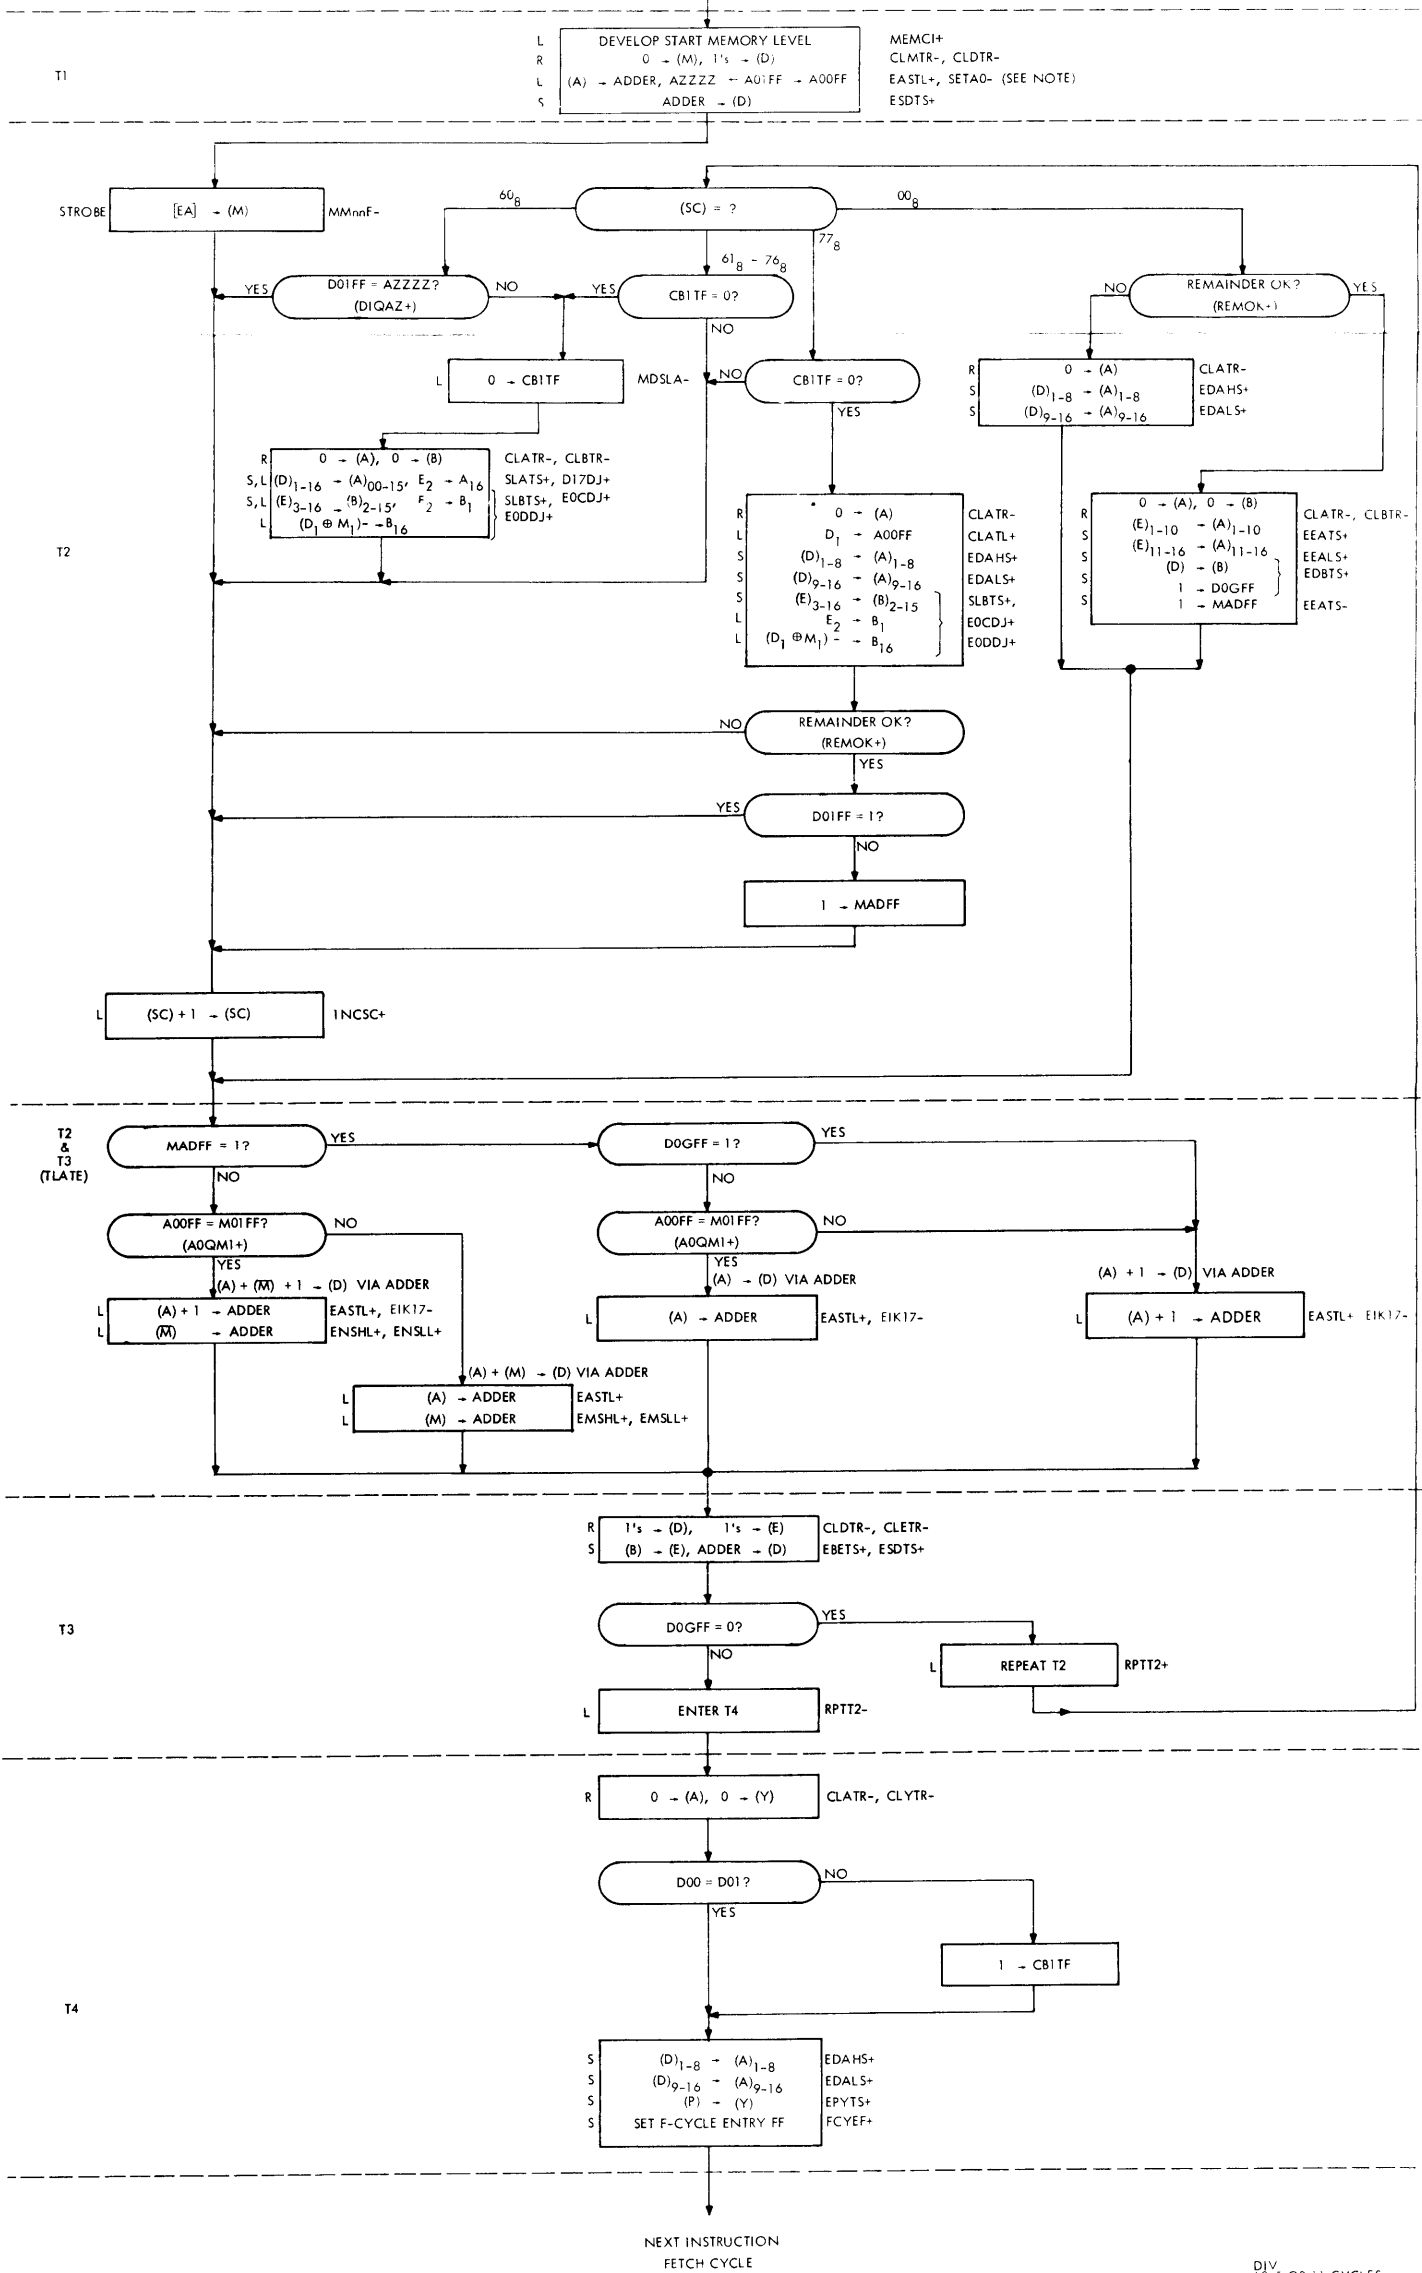 T1
L DEVELOP START MEMORY LEVEL MEMCI+
R 0 → (M), 1's → (D) CLMTR-, CLDTR-
L (A) → ADDER, AZZZZ ← A01FF → A00FF EASTL+, SETA0- (SEE NOTE)
S ADDER → (D) ESDTS+
STROBE [EA] → (M) MMnnF-
60₈
(SC) = ?
00₈
77₈
61₈ - 76₈
YES
D01FF = AZZZZ?
(D1QAZ+)
NO
YES
CB1TF = 0?
NO
NO
REMAINDER OK?
(REMOK+)
YES
L 0 → CB1TF MDSLA-
NO
CB1TF = 0?
YES
R 0 → (A) CLATR-
S (D)1-8 → (A)1-8 EDAHS+
S (D)9-16 → (A)9-16 EDALS+
R 0 → (A), 0 → (B) CLATR-, CLBTR-
S,L (D)1-16 → (A)00-15, E2 → A16 SLATS+, D17DJ+
S,L (E)3-16 → (B)2-15, E2 → B1 SLBTS+, E0CDJ+
L (D1 ⊕ M1)- → B16 E0DDJ+
T2
R 0 → (A) CLATR-
L D1 → A00FF CLATL+
S (D)1-8 → (A)1-8 EDAHS+
S (D)9-16 → (A)9-16 EDALS+
S (E)3-16 → (B)2-15 SLBTS+,
L E2 → B1 E0CDJ+
L (D1 ⊕ M1)- → B16 E0DDJ+
R 0 → (A), 0 → (B) CLATR-, CLBTR-
S (E)1-10 → (A)1-10 EEATS+
S (E)11-16 → (A)11-16 EEALS+
S (D) → (B) EDBTS+
S 1 → D0GFF
S 1 → MADFF EEATS-
NO
REMAINDER OK?
(REMOK+)
YES
YES
D01FF = 1?
NO
1 → MADFF
L (SC) + 1 → (SC) INCSC+
T2
&
T3
(TLATE)
MADFF = 1?
YES
NO
D0GFF = 1?
YES
NO
A00FF = M01FF?
(A0QM1+)
NO
YES
A00FF = M01FF?
(A0QM1+)
NO
YES
(A) + (M̅) + 1 → (D) VIA ADDER
L (A) + 1 → ADDER EASTL+, EIK17-
L (M̅) → ADDER ENSHL+, ENSLL+
(A) → (D) VIA ADDER
L (A) → ADDER EASTL+, EIK17-
(A) + 1 → (D) VIA ADDER
L (A) + 1 → ADDER EASTL+ EIK17-
(A) + (M) → (D) VIA ADDER
L (A) → ADDER EASTL+
L (M) → ADDER EMSHL+, EMSLL+
R 1's → (D), 1's → (E) CLDTR-, CLETR-
S (B) → (E), ADDER → (D) EBETS+, ESDTS+
T3
D0GFF = 0?
YES
NO
L REPEAT T2 RPTT2+
L ENTER T4 RPTT2-
R 0 → (A), 0 → (Y) CLATR-, CLYTR-
D00 = D01?
NO
YES
1 → CB1TF
T4
S (D)1-8 → (A)1-8 EDAHS+
S (D)9-16 → (A)9-16 EDALS+
S (P) → (Y) EPYTS+
S SET F-CYCLE ENTRY FF FCYEF+
NEXT INSTRUCTION
FETCH CYCLE
DIV